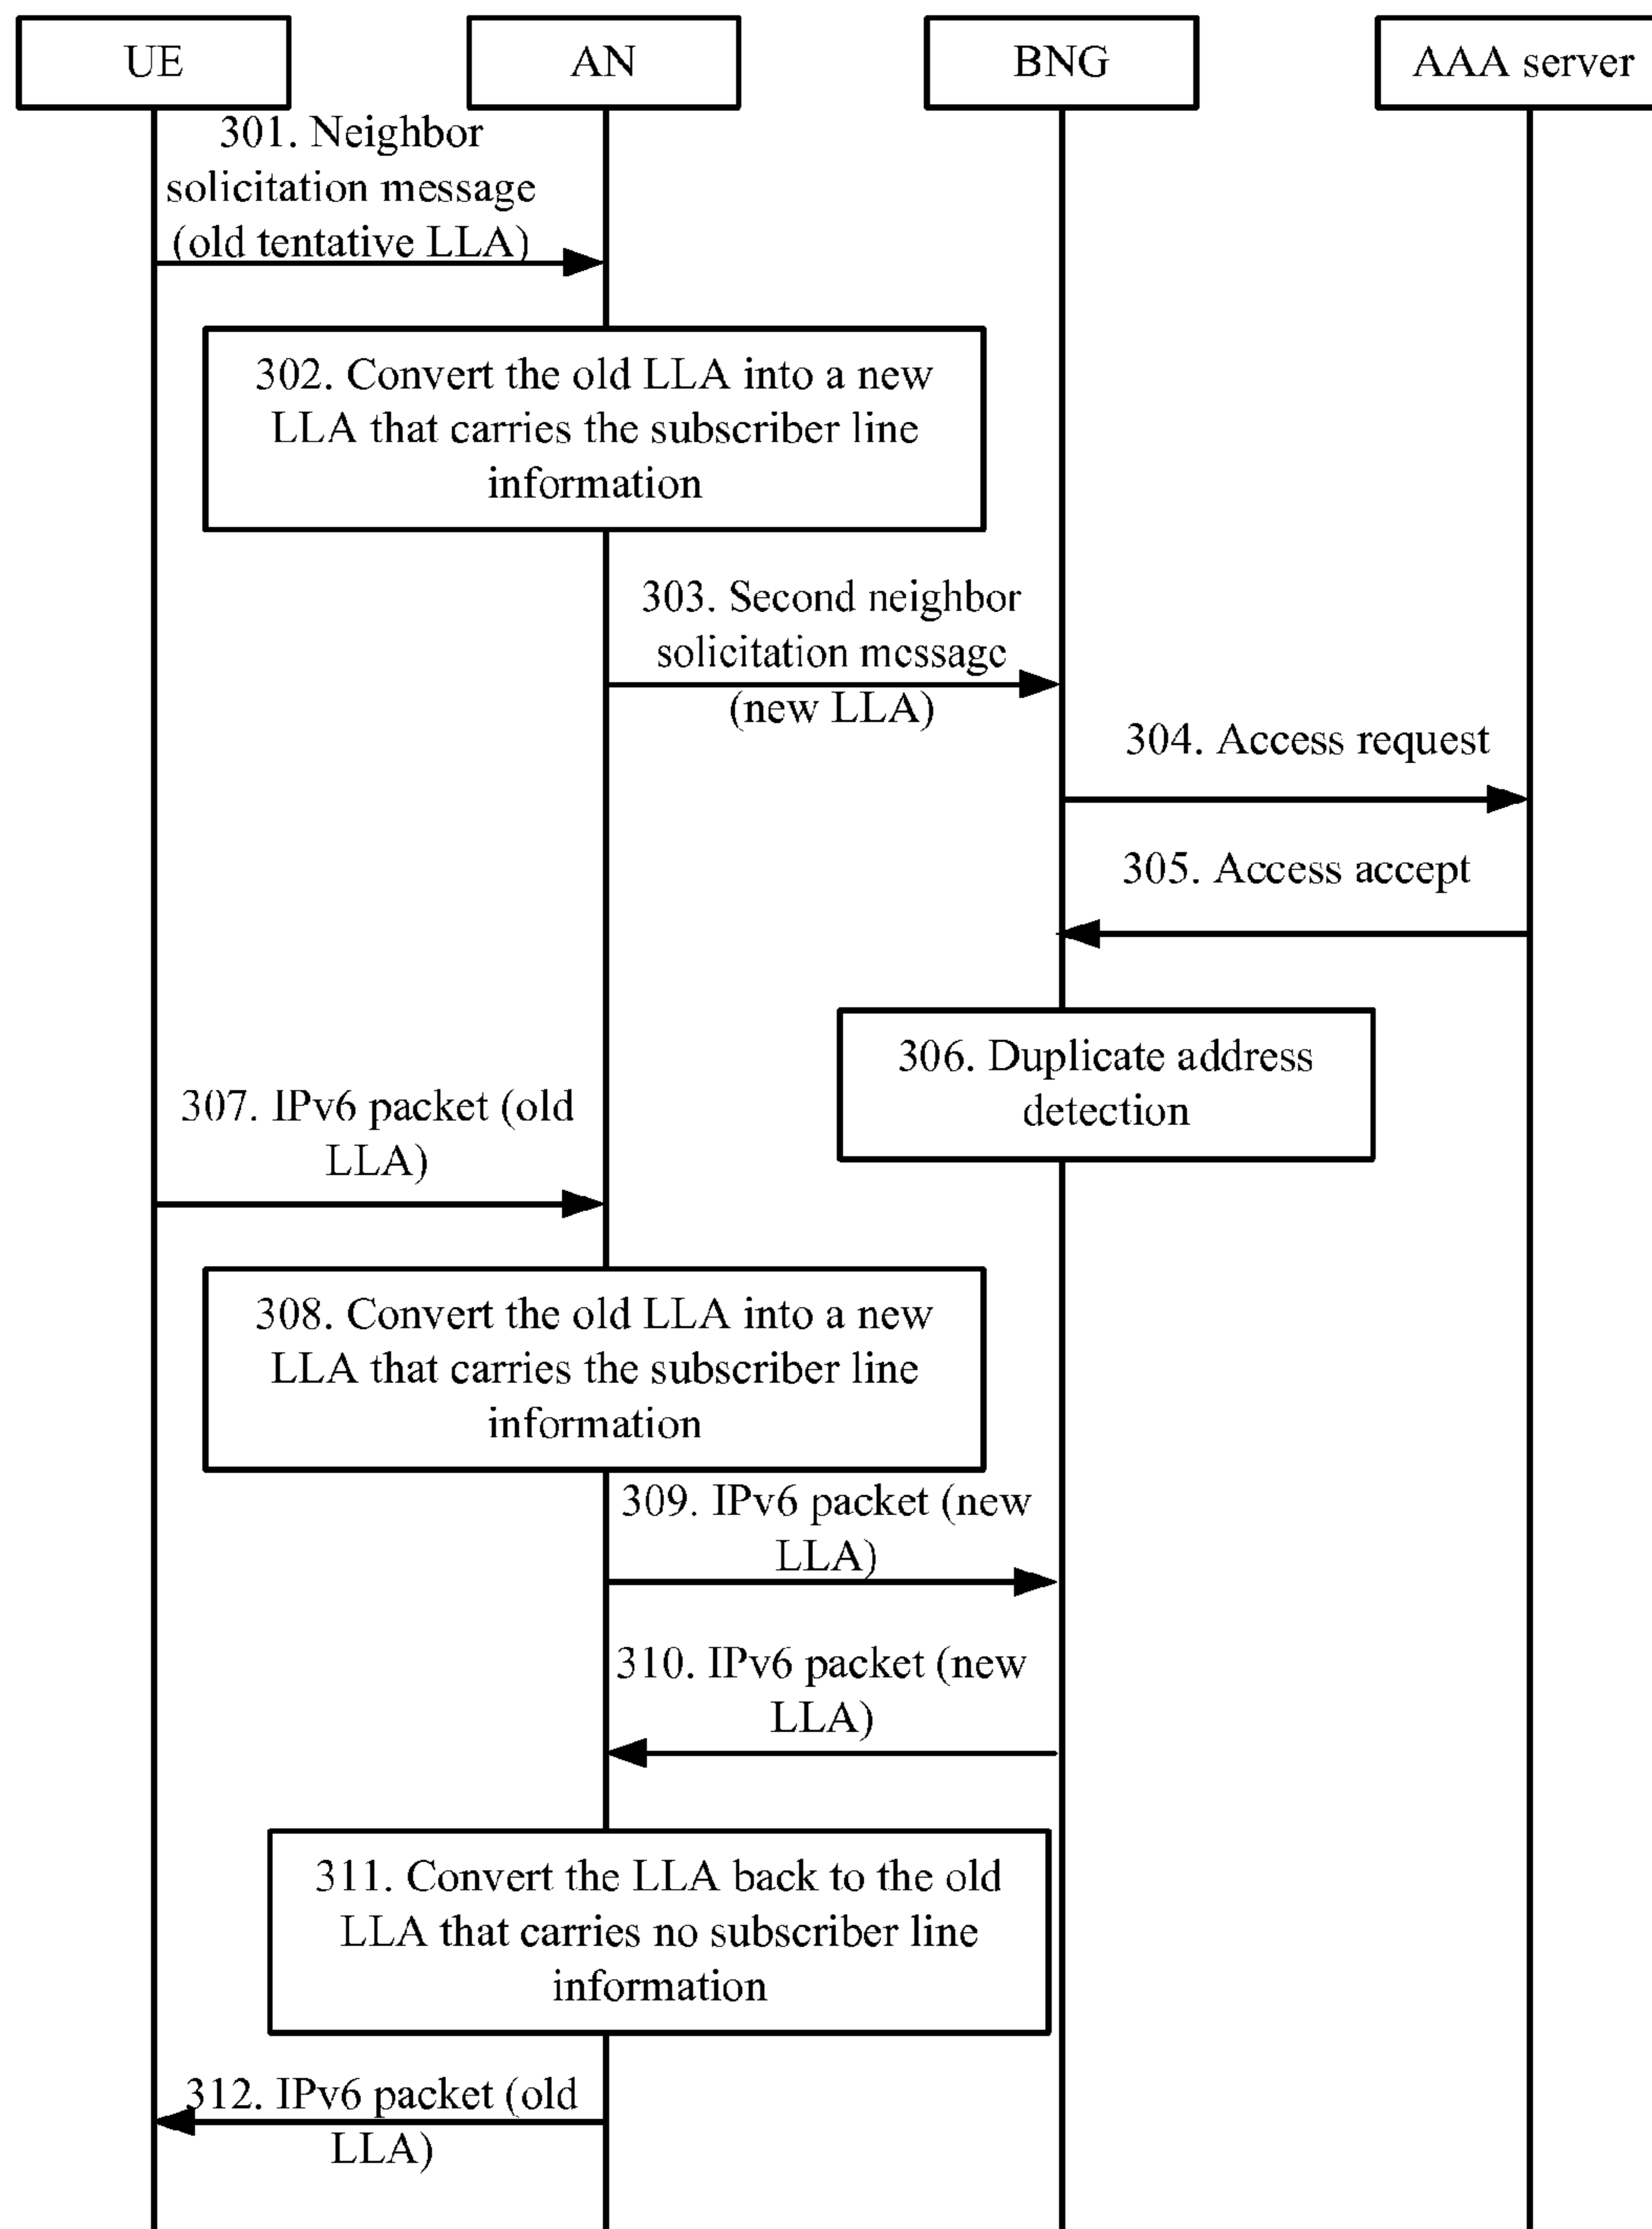 UE
AN
BNG
AAA server
301. Neighbor
solicitation message
(old tentative LLA)
302. Convert the old LLA into a new
LLA that carries the subscriber line
information
303. Second neighbor
solicitation message
(new LLA)
304. Access request
305. Access accept
306. Duplicate address
detection
307. IPv6 packet (old
LLA)
308. Convert the old LLA into a new
LLA that carries the subscriber line
information
309. IPv6 packet (new
LLA)
310. IPv6 packet (new
LLA)
311. Convert the LLA back to the old
LLA that carries no subscriber line
information
312. IPv6 packet (old
LLA)